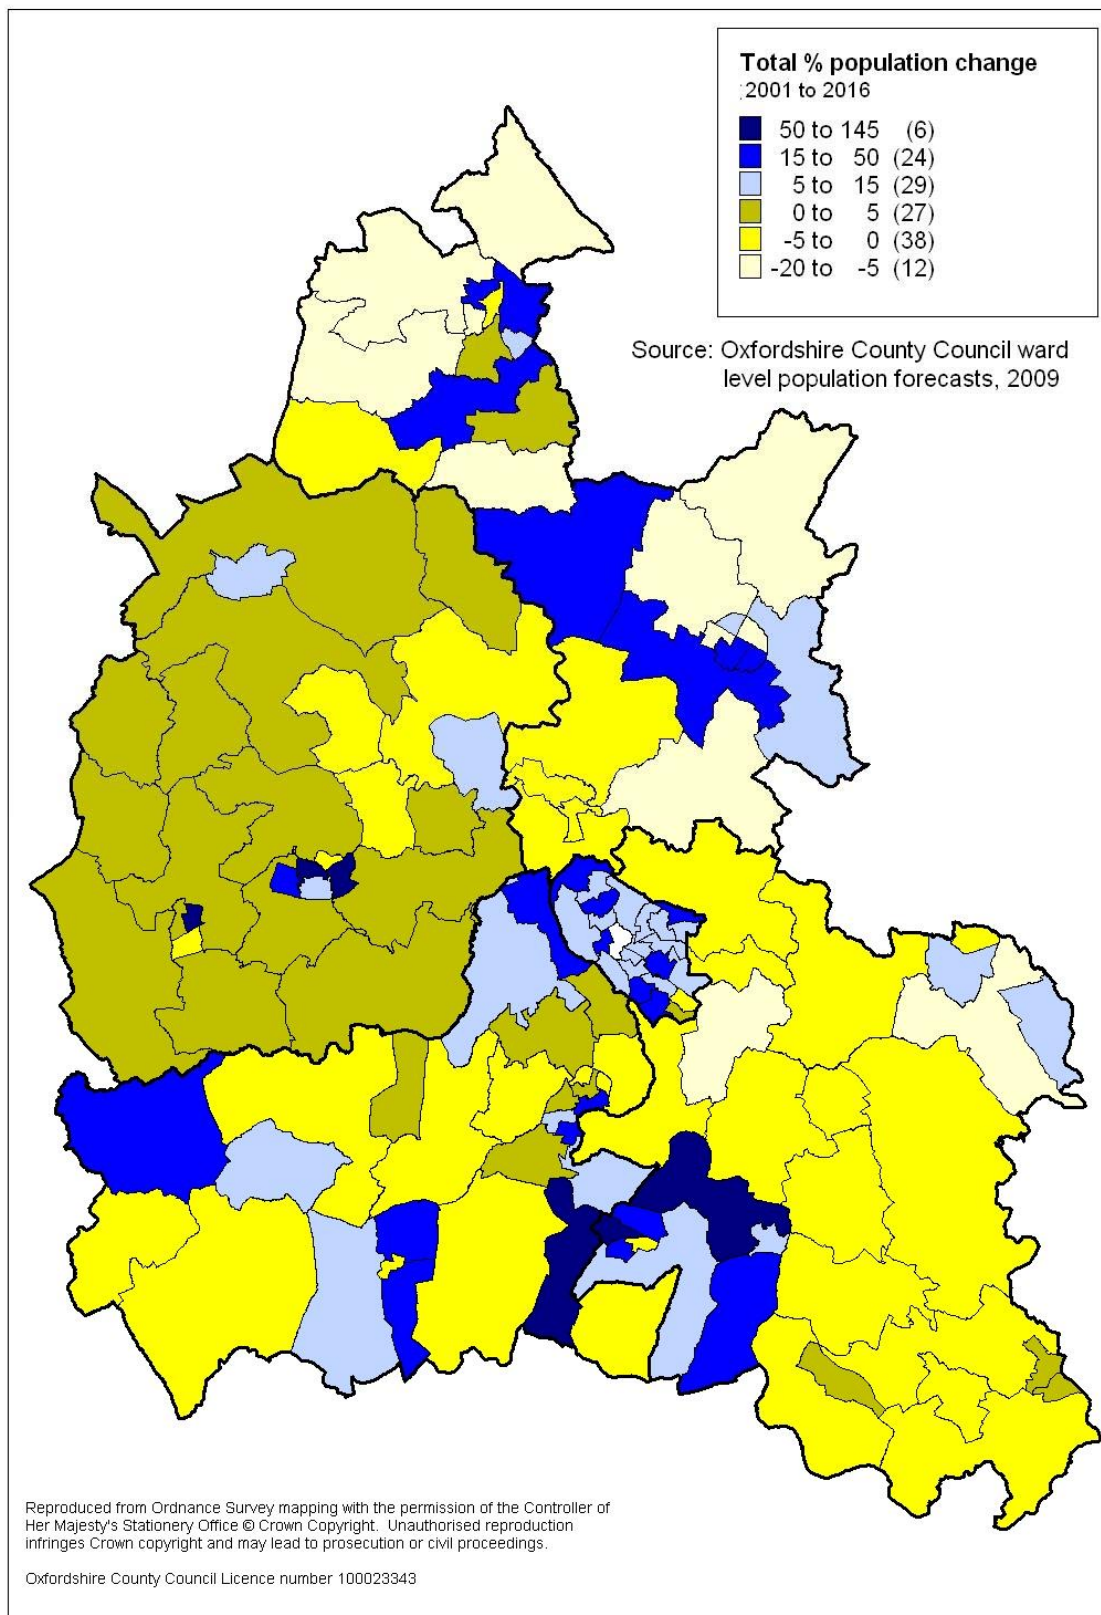 Total % population change
:2001 to 2016
50 to 145 (6)
15 to 50 (24)
5 to 15 (29)
0 to 5 (27)
-5 to 0 (38)
-20 to -5 (12)
Source: Oxfordshire County Council ward
level population forecasts, 2009
Reproduced from Ordnance Survey mapping with the permission of the Controller of
Her Majesty's Stationery Office © Crown Copyright. Unauthorised reproduction
infringes Crown copyright and may lead to prosecution or civil proceedings.
Oxfordshire County Council Licence number 100023343